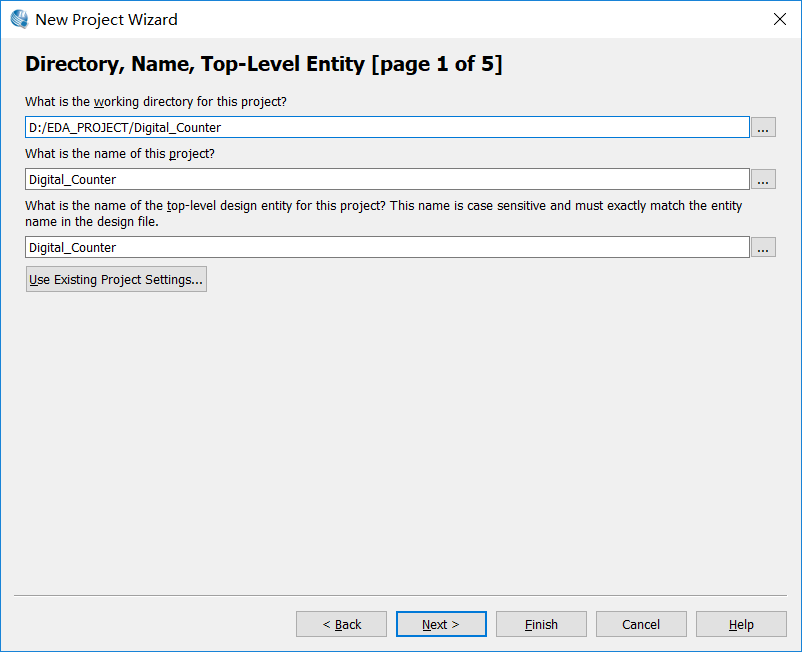 New Project Wizard
Directory, Name, Top-Level Entity [page 1 of 5]
What is the working directory for this project?
D:/EDA_PROJECT/Digital_Counter
...
What is the name of this project?
Digital_Counter
...
What is the name of the top-level design entity for this project? This name is case sensitive and must exactly match the entity
name in the design file.
Digital_Counter
...
Use Existing Project Settings...
< Back
Next >
Finish
Cancel
Help